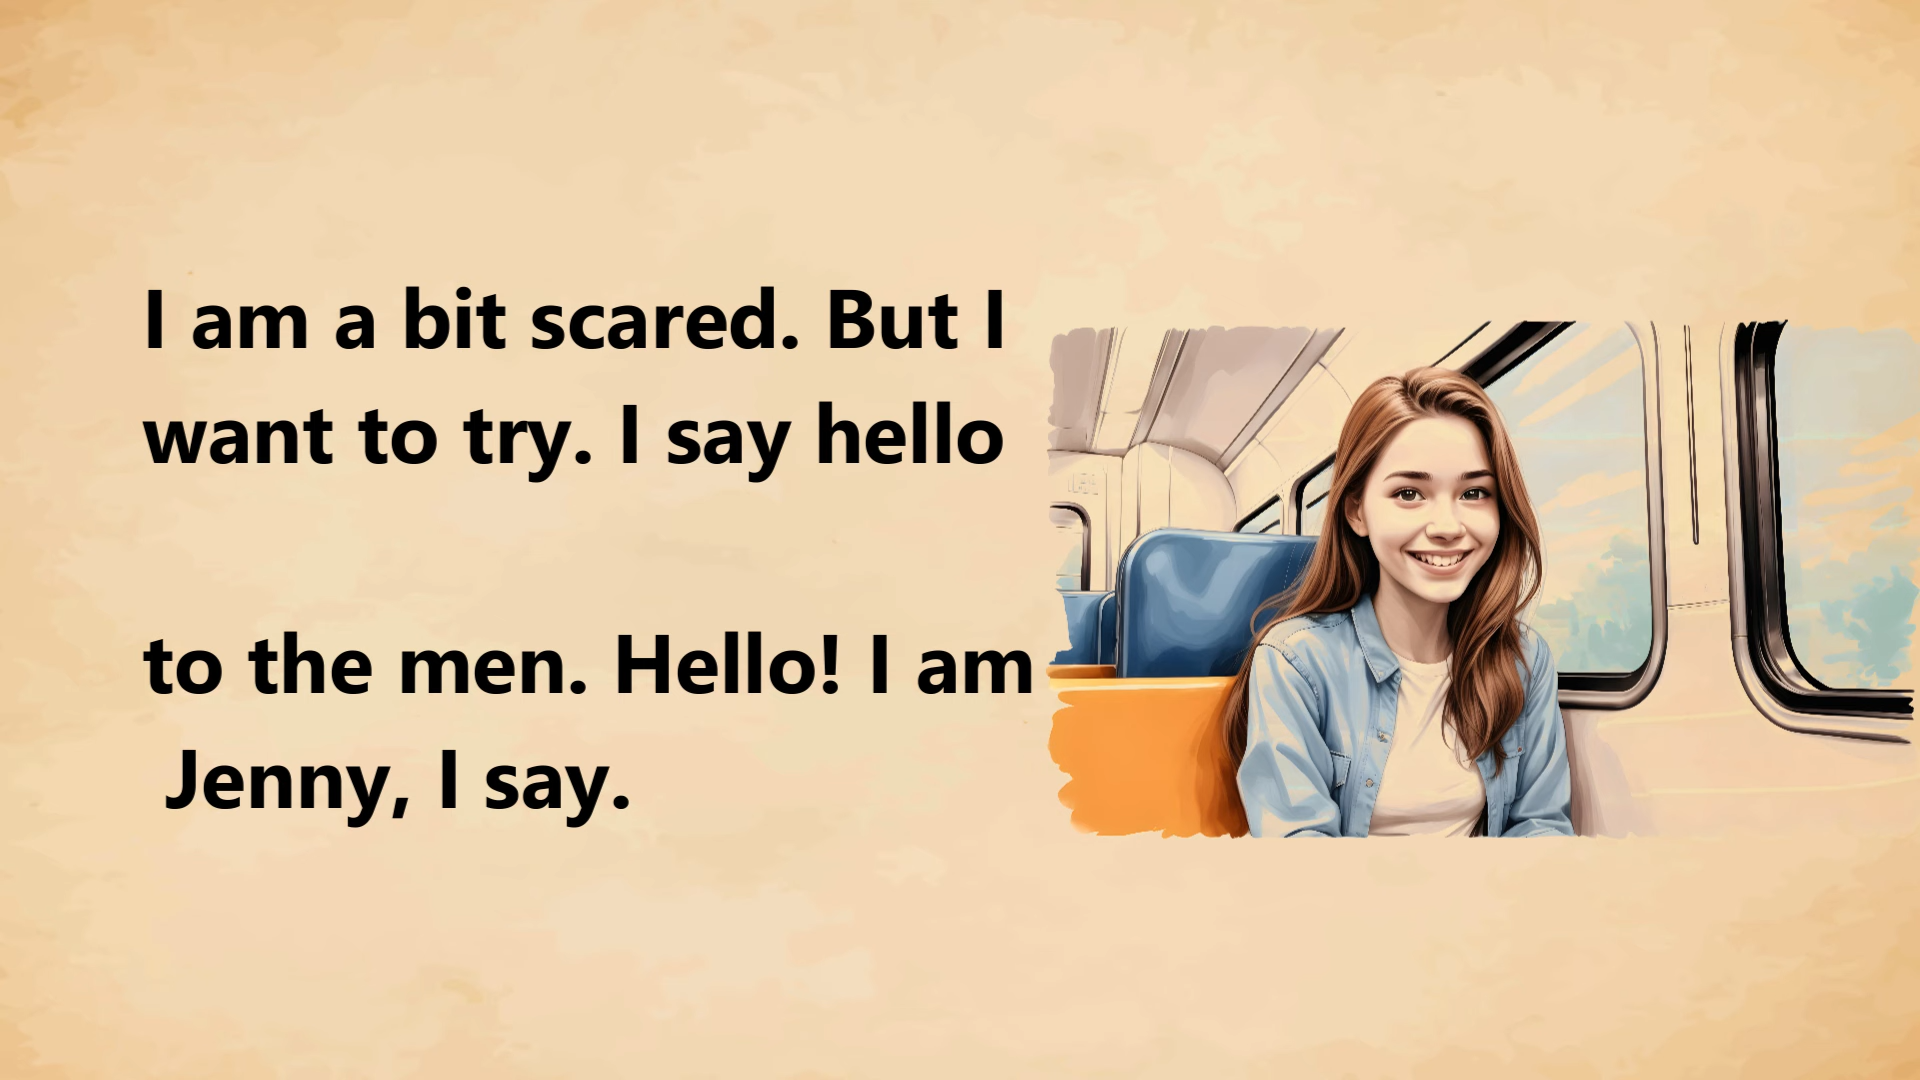 I am a bit scared. But I
want to try. I say hello
to the men. Hello! I am
Jenny, I say.